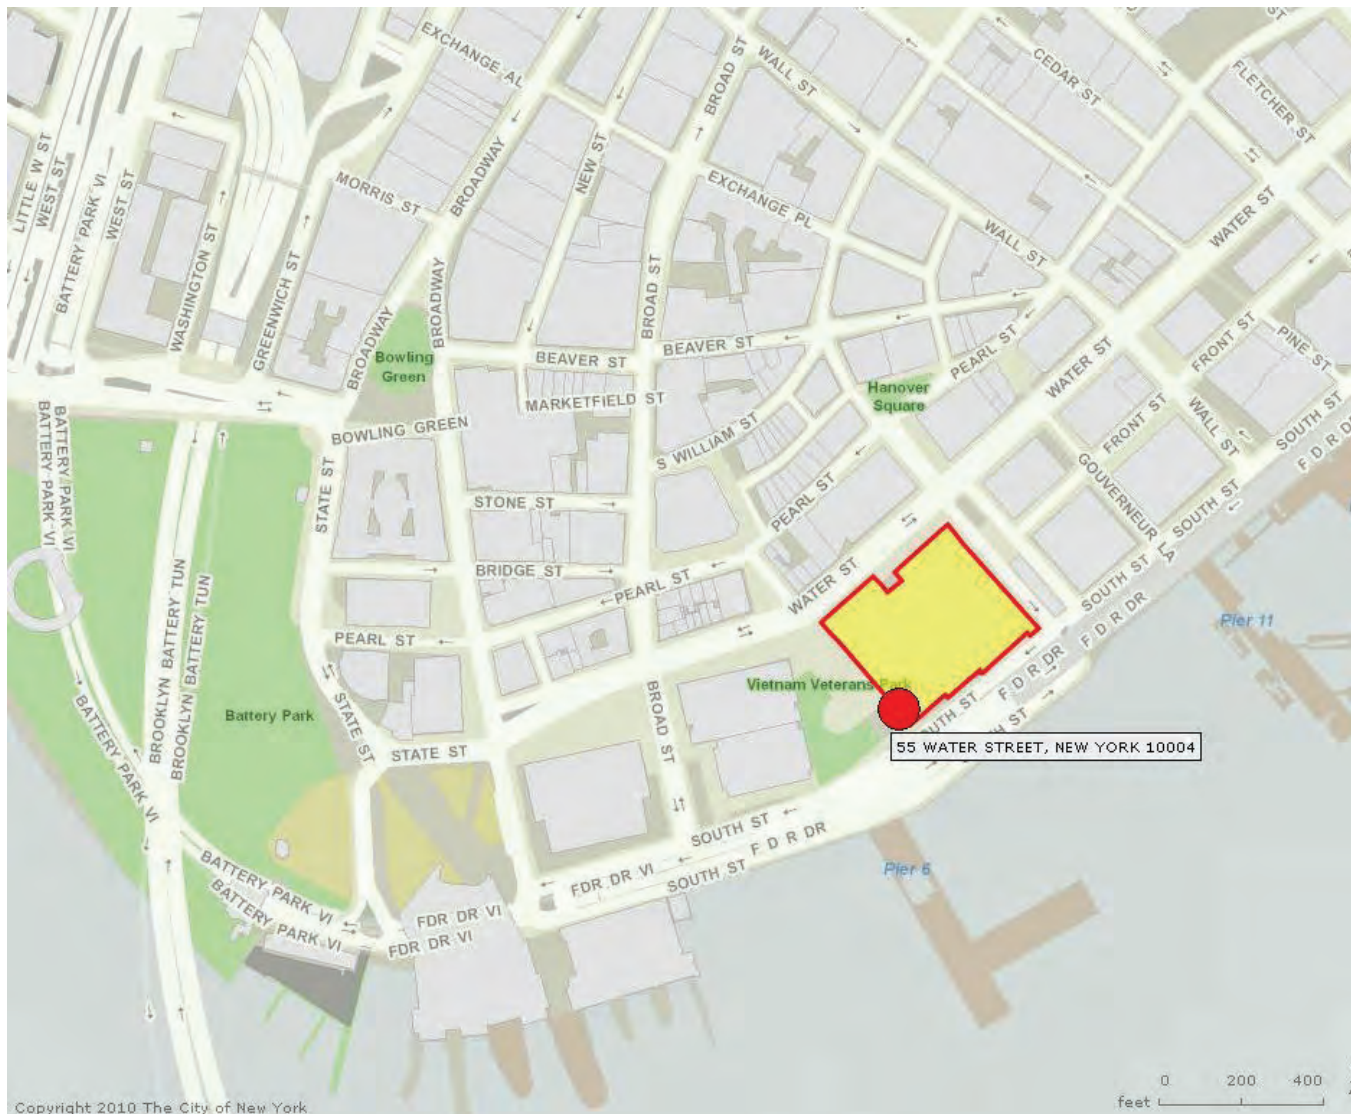 EXCHANGE AL
BROAD ST
WALL ST
CEDAR ST
FLETCHER ST
LITTLE W ST
WEST ST
BATTERY PARK VI
WEST ST
WASHINGTON ST
GREENWICH ST
MORRIS ST
BROADWAY
NEW ST
EXCHANGE PL
WALL ST
WATER ST
BROADWAY
BROADWAY
BROAD ST
Bowling
Green
BEAVER ST
BEAVER ST
PEARL ST
Hanover
Square
WATER ST
FRONT ST
PINE ST
MARKETFIELD ST
BOWLING GREEN
S WILLIAM ST
FRONT ST
WALL ST
SOUTH ST
F D R DR
BATTERY PARK VI
BATTERY PARK VI
STATE ST
STONE ST
PEARL ST
GOUVERNEUR LA
SOUTH ST
BRIDGE ST
PEARL ST
WATER ST
SOUTH ST
F D R DR
Pier 11
BROOKLYN BATTERY TUN
BROOKLYN BATTERY TUN
PEARL ST
Vietnam Veterans Park
F D R DR
BATTERY PARK VI
Battery Park
STATE ST
STATE ST
BROAD ST
55 WATER STREET, NEW YORK 10004
SOUTH ST
F D R DR
SOUTH ST
FDR DR VI
Pier 6
BATTERY PARK VI
BATTERY PARK VI
FDR DR VI
FDR DR VI
0 200 400
feet
Copyright 2010 The City of New York